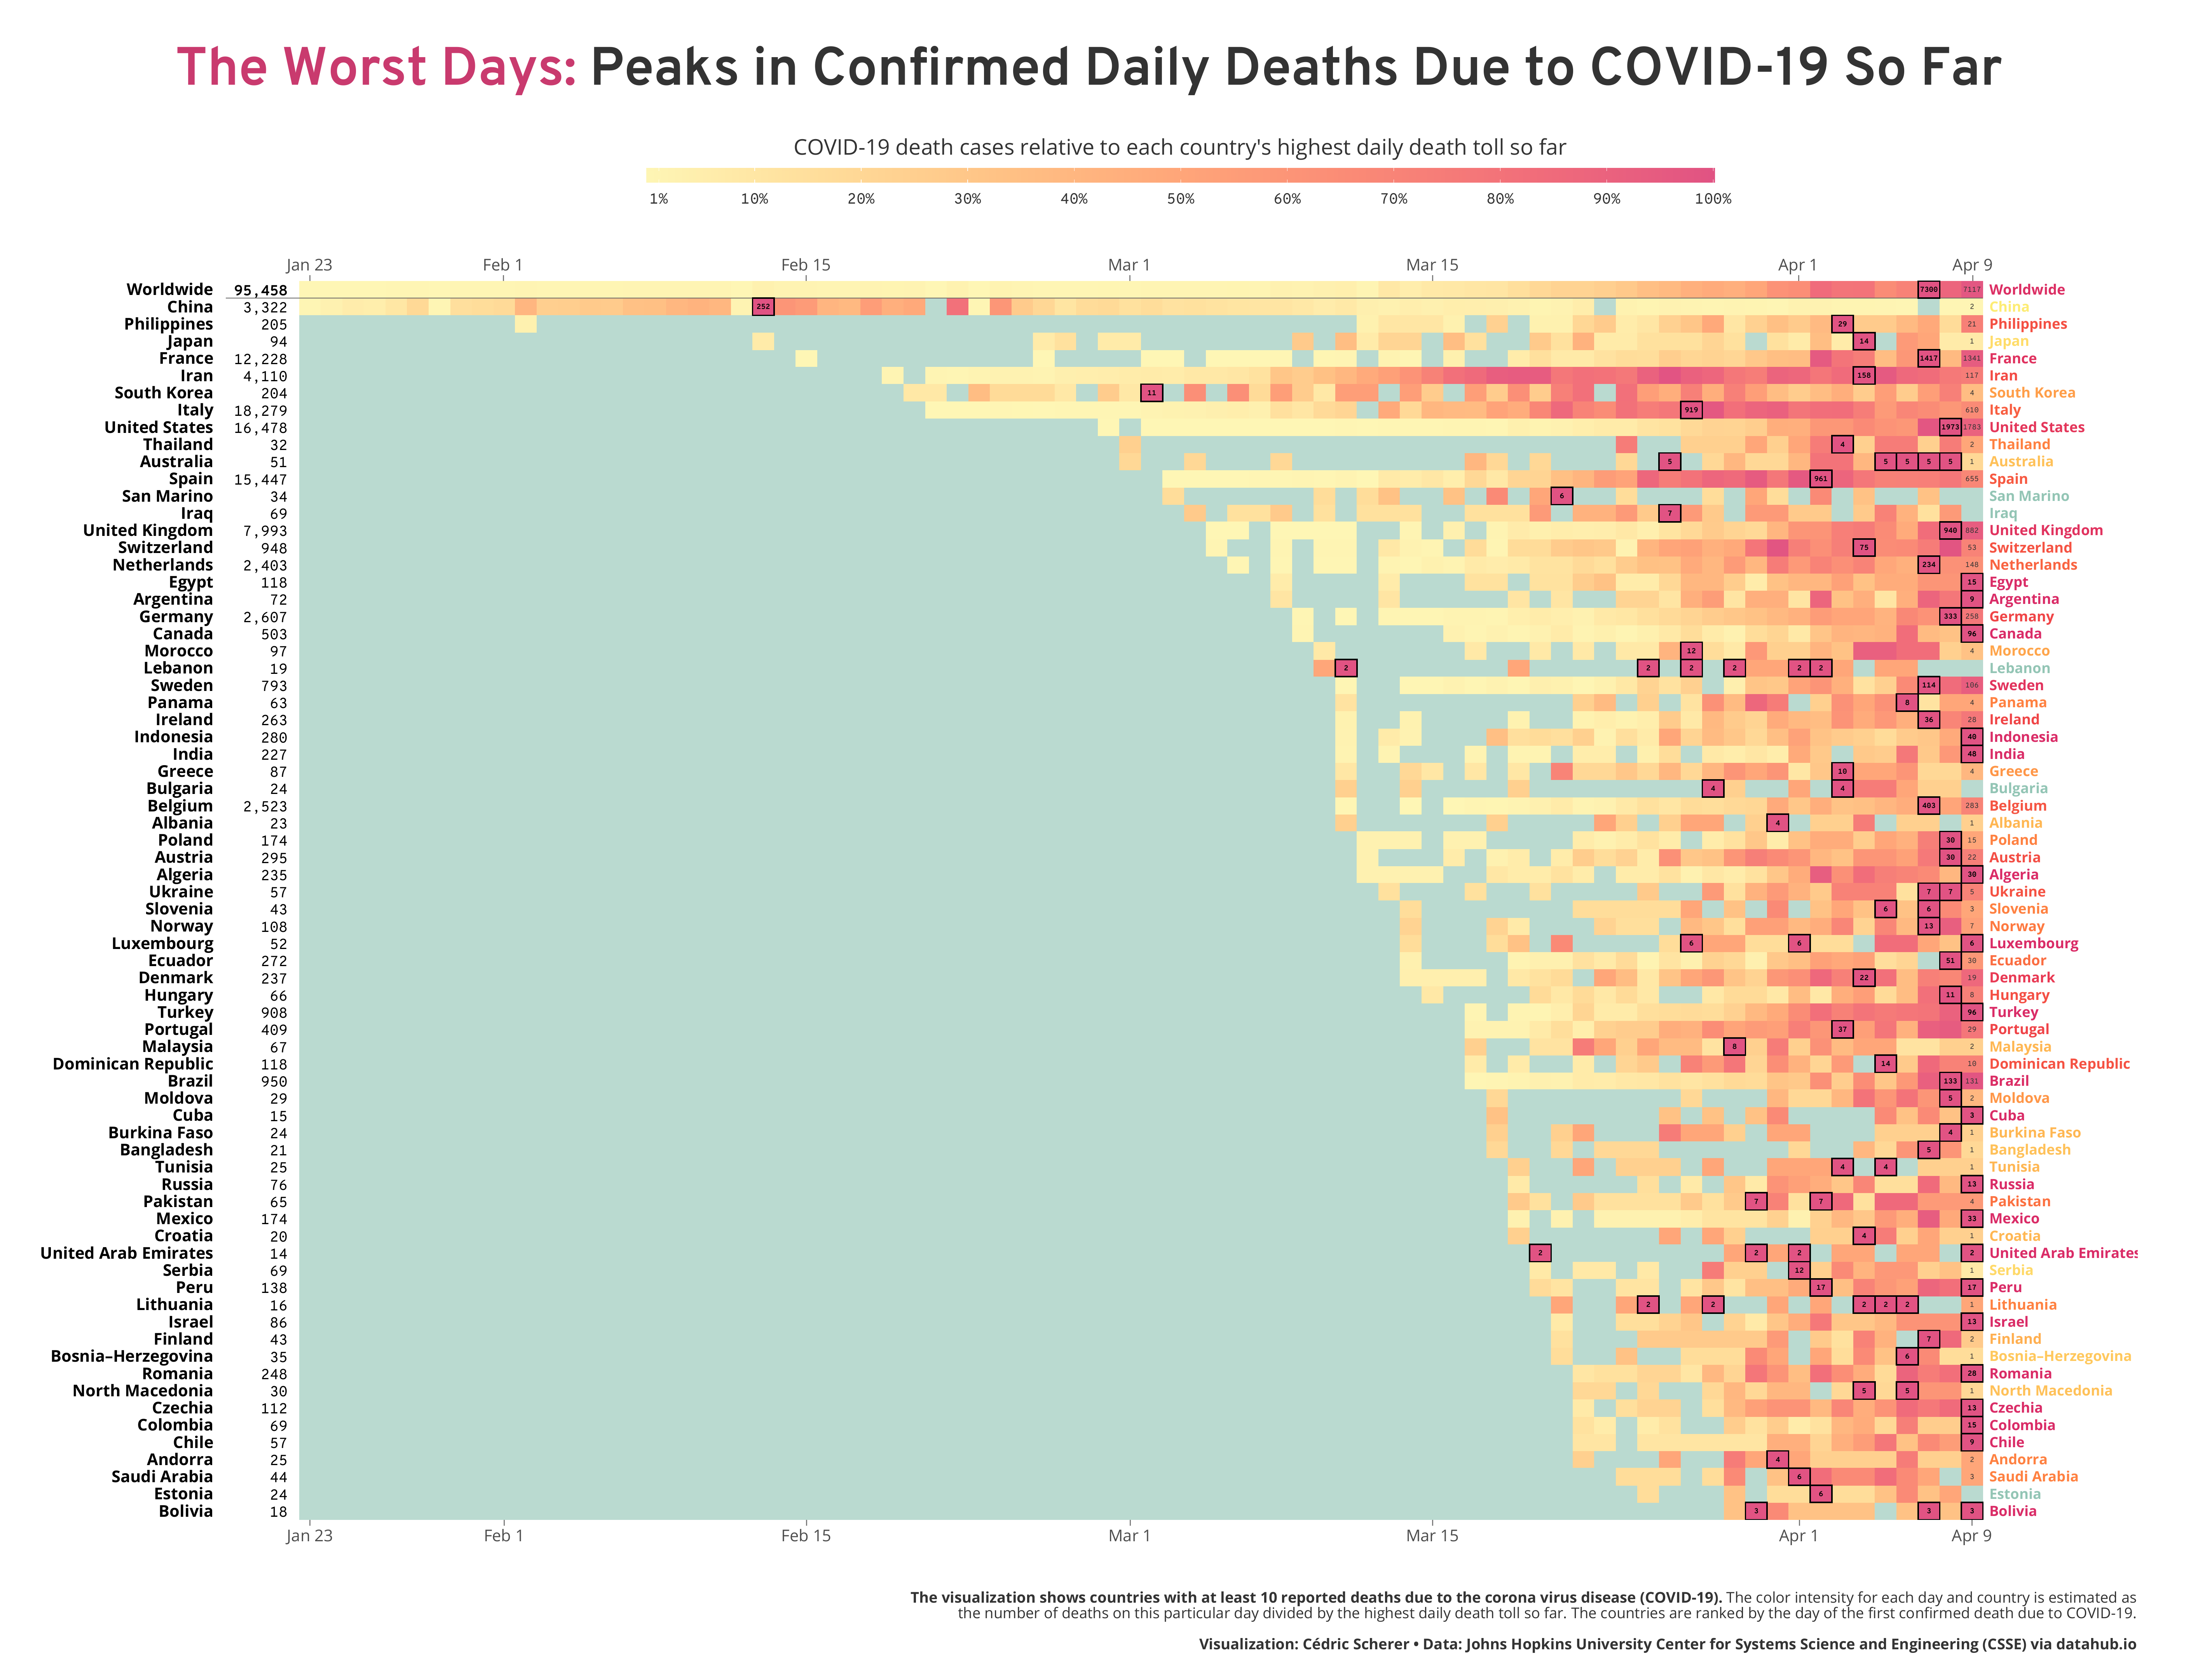 The Worst Days: Peaks in Confirmed Daily Deaths Due to COVID-19 So Far
COVID-19 death cases relative to each country's highest daily death toll so far
1% 10% 20% 30% 40% 50% 60% 70% 80% 90% 100%
Jan 23 Feb 1 Feb 15 Mar 1 Mar 15 Apr 1 Apr 9
Worldwide 95,458 7300 7117 Worldwide
China 3,322 252 2 China
Philippines 205 29 21 Philippines
Japan 94 14 1 Japan
France 12,228 1417 1341 France
Iran 4,110 158 117 Iran
South Korea 204 11 4 South Korea
Italy 18,279 919 610 Italy
United States 16,478 1973 1783 United States
Thailand 32 4 2 Thailand
Australia 51 5 5 5 5 5 1 Australia
Spain 15,447 961 655 Spain
San Marino 34 6 San Marino
Iraq 69 7 Iraq
United Kingdom 7,993 940 882 United Kingdom
Switzerland 948 75 53 Switzerland
Netherlands 2,403 234 148 Netherlands
Egypt 118 15 Egypt
Argentina 72 9 Argentina
Germany 2,607 333 258 Germany
Canada 503 96 Canada
Morocco 97 12 4 Morocco
Lebanon 19 2 2 2 2 2 2 Lebanon
Sweden 793 114 106 Sweden
Panama 63 8 4 Panama
Ireland 263 36 28 Ireland
Indonesia 280 40 Indonesia
India 227 48 India
Greece 87 10 4 Greece
Bulgaria 24 4 4 Bulgaria
Belgium 2,523 403 283 Belgium
Albania 23 4 1 Albania
Poland 174 30 15 Poland
Austria 295 30 22 Austria
Algeria 235 30 Algeria
Ukraine 57 7 7 5 Ukraine
Slovenia 43 6 6 3 Slovenia
Norway 108 13 7 Norway
Luxembourg 52 6 6 6 Luxembourg
Ecuador 272 51 30 Ecuador
Denmark 237 22 19 Denmark
Hungary 66 11 8 Hungary
Turkey 908 96 Turkey
Portugal 409 37 29 Portugal
Malaysia 67 8 2 Malaysia
Dominican Republic 118 14 10 Dominican Republic
Brazil 950 133 131 Brazil
Moldova 29 5 2 Moldova
Cuba 15 3 Cuba
Burkina Faso 24 4 1 Burkina Faso
Bangladesh 21 5 1 Bangladesh
Tunisia 25 4 4 1 Tunisia
Russia 76 13 Russia
Pakistan 65 7 7 4 Pakistan
Mexico 174 33 Mexico
Croatia 20 4 1 Croatia
United Arab Emirates 14 2 2 2 2 United Arab Emirates
Serbia 69 12 1 Serbia
Peru 138 17 17 Peru
Lithuania 16 2 2 2 2 2 1 Lithuania
Israel 86 13 Israel
Finland 43 7 2 Finland
Bosnia–Herzegovina 35 6 1 Bosnia–Herzegovina
Romania 248 28 Romania
North Macedonia 30 5 5 1 North Macedonia
Czechia 112 13 Czechia
Colombia 69 15 Colombia
Chile 57 9 Chile
Andorra 25 4 2 Andorra
Saudi Arabia 44 6 3 Saudi Arabia
Estonia 24 6 Estonia
Bolivia 18 3 3 3 Bolivia
Jan 23 Feb 1 Feb 15 Mar 1 Mar 15 Apr 1 Apr 9
The visualization shows countries with at least 10 reported deaths due to the corona virus disease (COVID-19). The color intensity for each day and country is estimated as
the number of deaths on this particular day divided by the highest daily death toll so far. The countries are ranked by the day of the first confirmed death due to COVID-19.
Visualization: Cédric Scherer • Data: Johns Hopkins University Center for Systems Science and Engineering (CSSE) via datahub.io